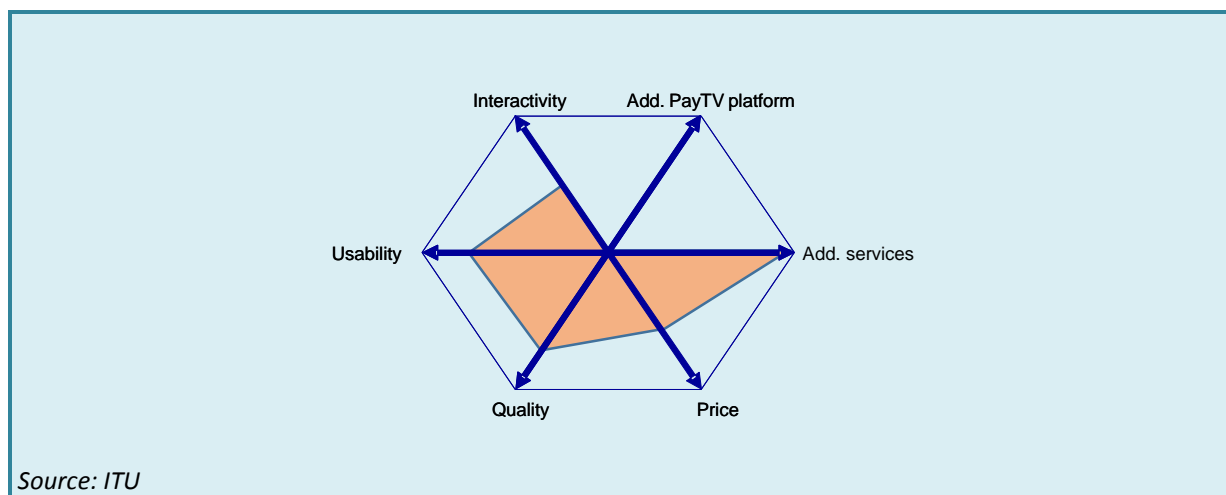 Interactivity
Add. PayTV platform
Usability
Add. services
Quality
Price
Source: ITU